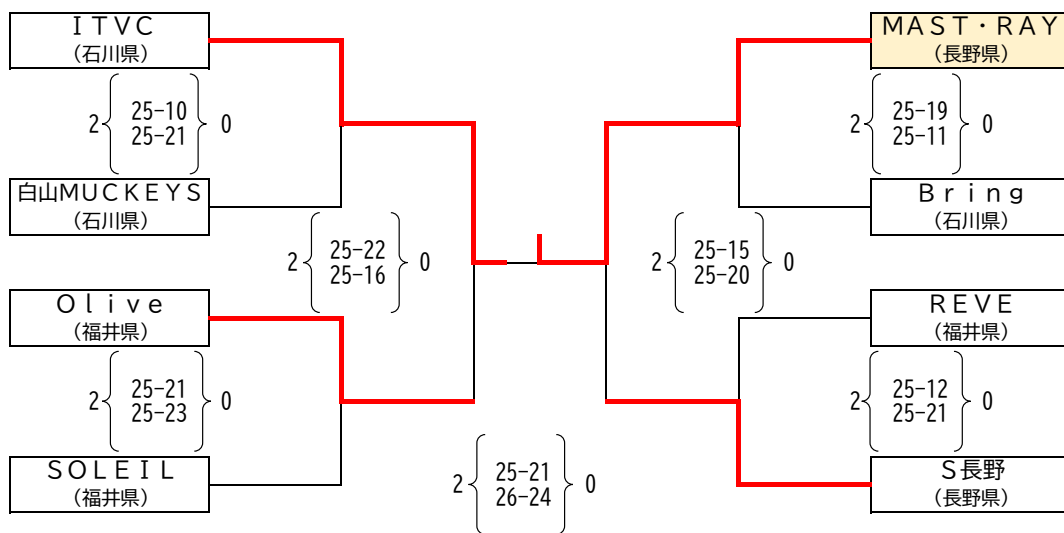 ＩＴＶＣ
（石川県）
2 25-10 0
25-21
白山MUCKEYS
（石川県）
2 25-22 0
25-16
Ｏｌｉｖｅ
（福井県）
2 25-21 0
25-23
ＳＯＬＥＩＬ
（福井県）
2 25-21 0
26-24
MAST・RAY
（長野県）
2 25-19 0
25-11
Ｂｒｉｎｇ
（石川県）
2 25-15 0
25-20
ＲＥＶＥ
（福井県）
2 25-12 0
25-21
Ｓ長野
（長野県）